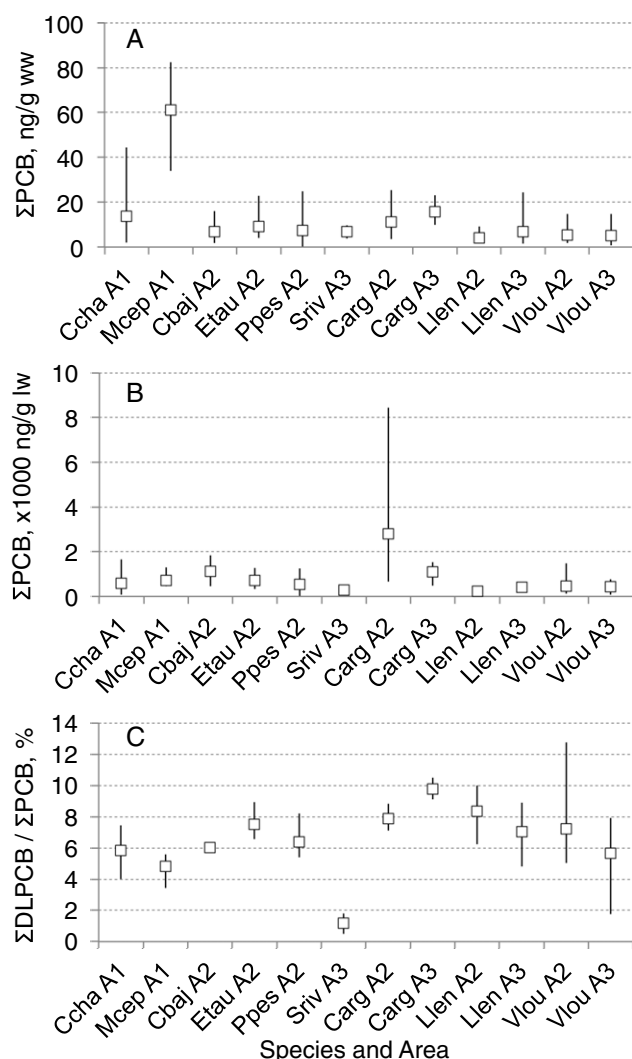 A
ΣPCB, ng/g ww
100
80
60
40
20
0
Ccha A1
Mcep A1
Cbaj A2
Etau A2
Ppes A2
Sriv A3
Carg A2
Carg A3
Llen A2
Llen A3
Vlou A2
Vlou A3
B
ΣPCB, x1000 ng/g lw
10
8
6
4
2
0
Ccha A1
Mcep A1
Cbaj A2
Etau A2
Ppes A2
Sriv A3
Carg A2
Carg A3
Llen A2
Llen A3
Vlou A2
Vlou A3
C
ΣDLPCB / ΣPCB, %
14
12
10
8
6
4
2
0
Ccha A1
Mcep A1
Cbaj A2
Etau A2
Ppes A2
Sriv A3
Carg A2
Carg A3
Llen A2
Llen A3
Vlou A2
Vlou A3
Species and Area